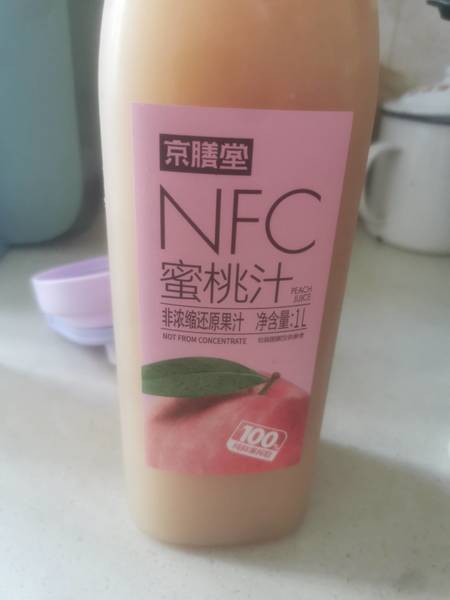 京膳堂
NFC
蜜桃汁
PEACH
JUICE
非浓缩还原果汁 净含量:1L
NOT FROM CONCENTRATE
100%